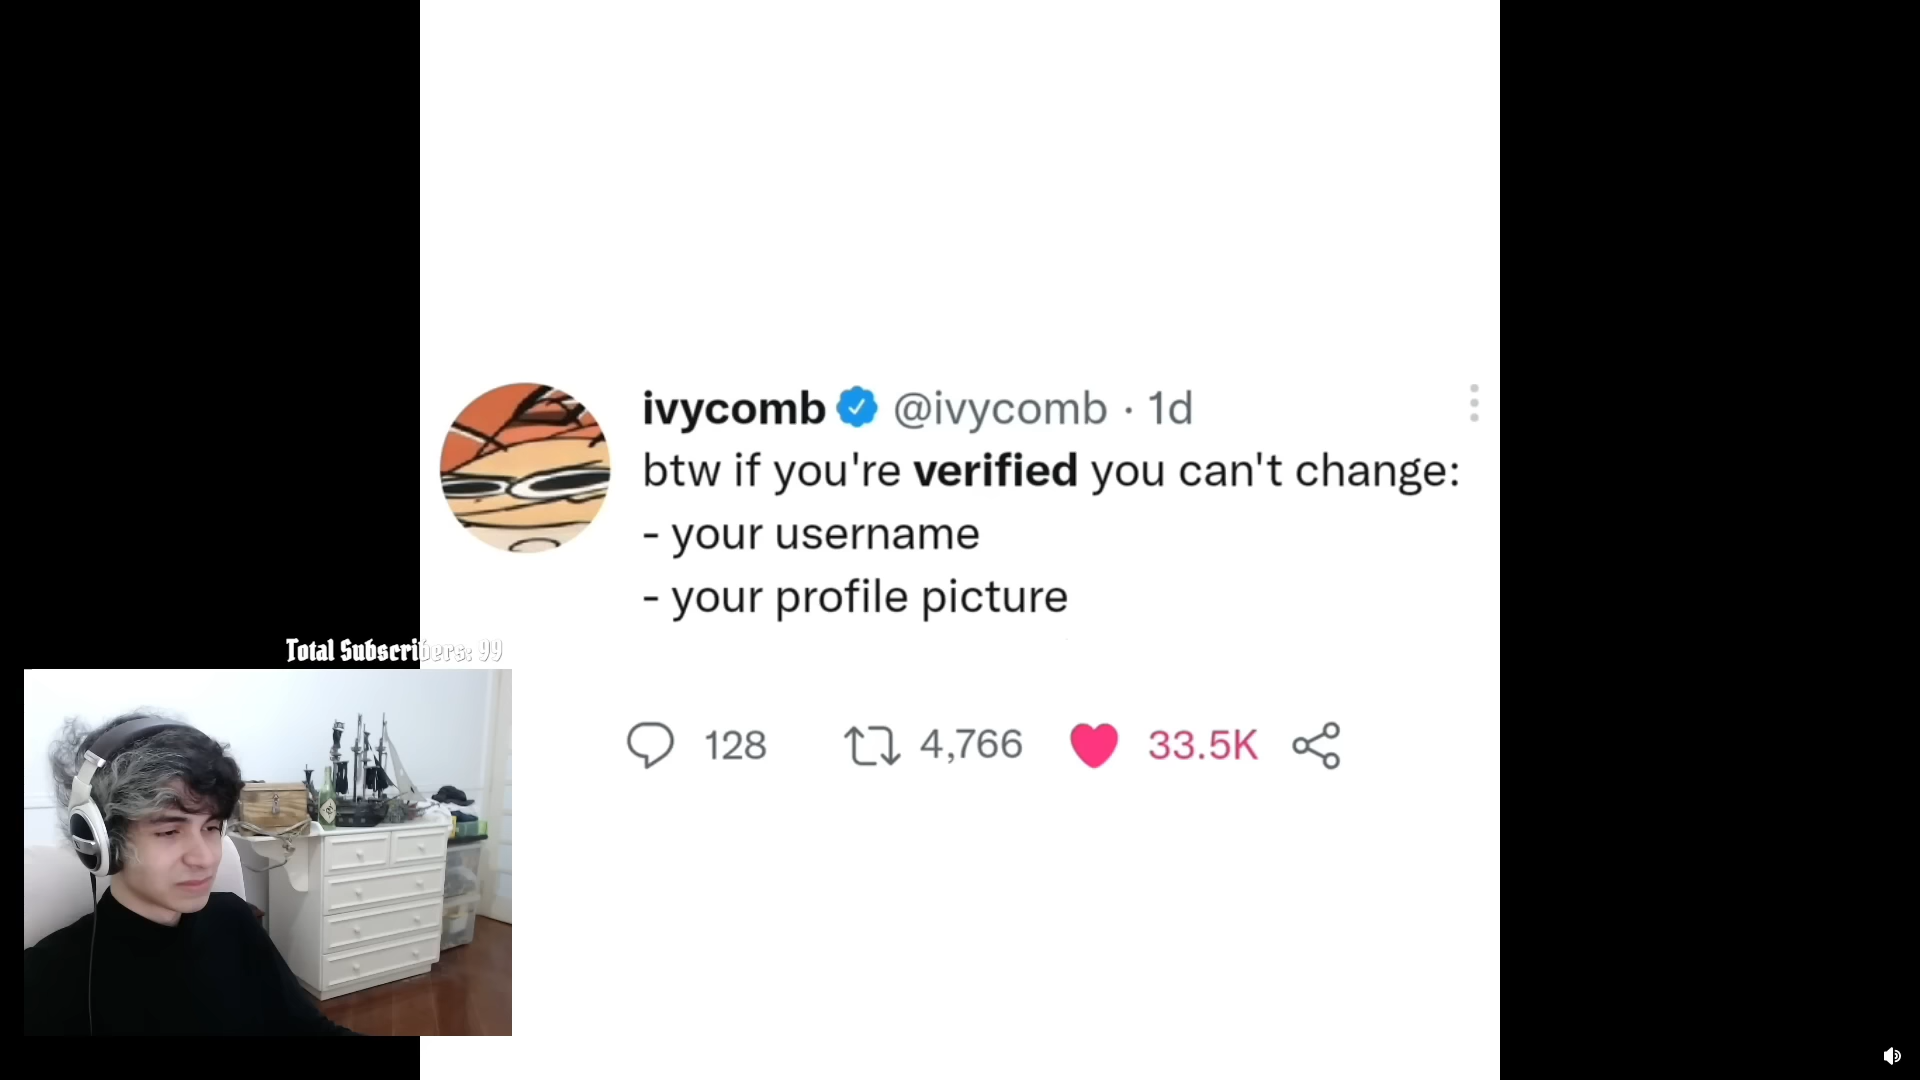 ivycomb @ivycomb · 1d
btw if you're verified you can't change:
- your username
- your profile picture
Total Subscribers: 99
128 4,766 33.5K